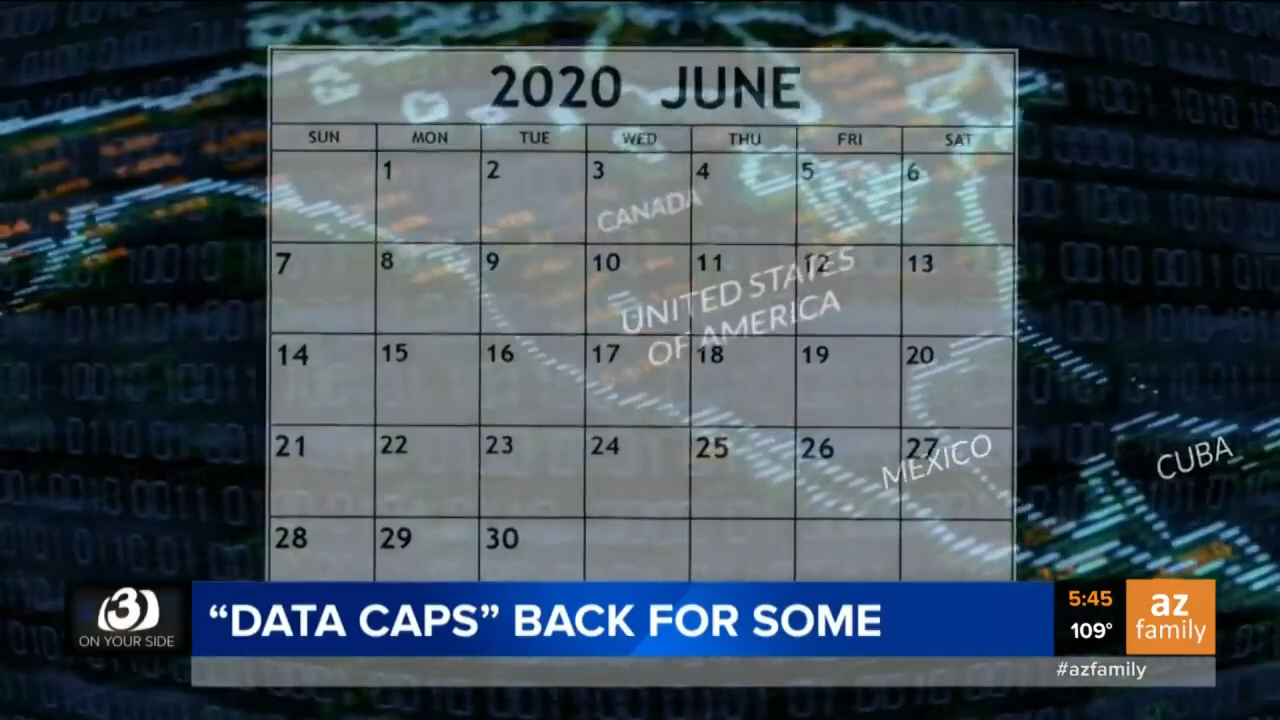 2020 JUNE
SUN MON TUE WED THU FRI SAT
1 2 3 4 5 6
CANADA
7 8 9 10 11 12 13
UNITED STATES
OF AMERICA
14 15 16 17 18 19 20
21 22 23 24 25 26 27
MEXICO
CUBA
28 29 30
3
ON YOUR SIDE
“DATA CAPS” BACK FOR SOME
5:45
109°
az
family
#azfamily